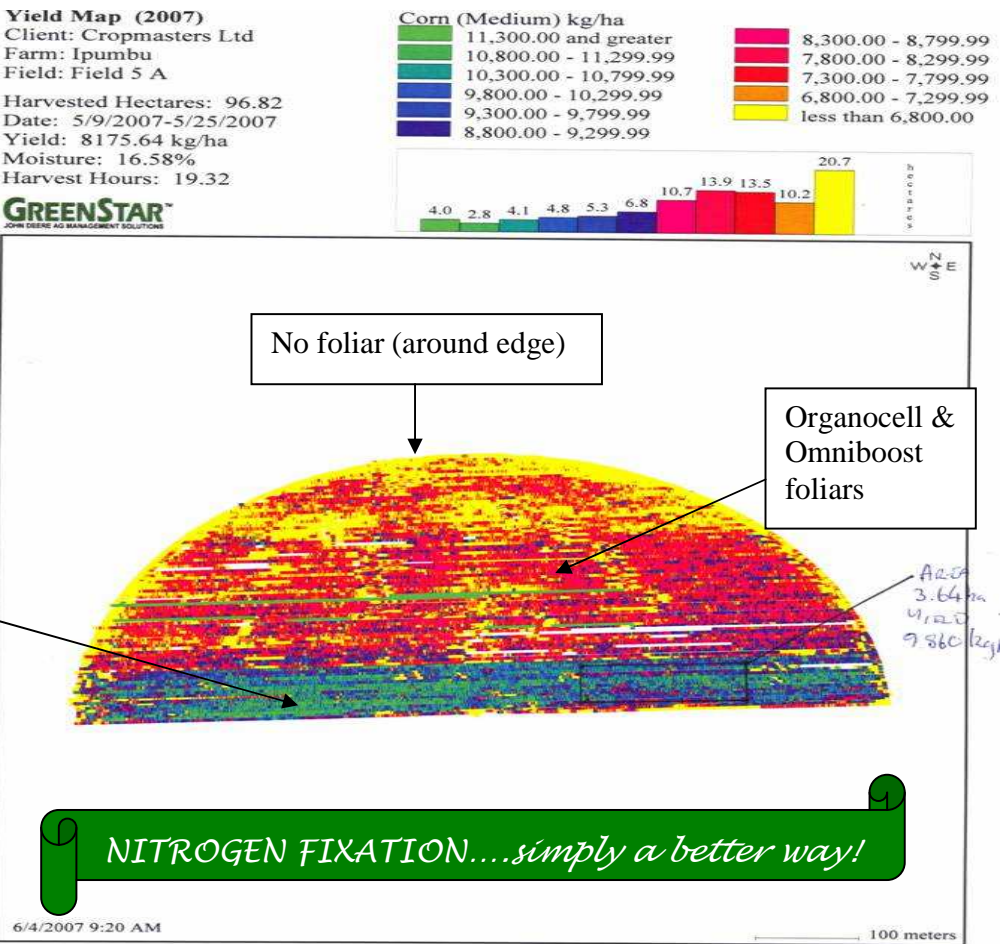 Yield Map (2007)
Client: Cropmasters Ltd
Farm: Ipumbu
Field: Field 5 A
Harvested Hectares: 96.82
Date: 5/9/2007-5/25/2007
Yield: 8175.64 kg/ha
Moisture: 16.58%
Harvest Hours: 19.32
GREENSTAR™
JOHN DEERE AG MANAGEMENT SOLUTIONS
Corn (Medium) kg/ha
11,300.00 and greater
10,800.00 - 11,299.99
10,300.00 - 10,799.99
9,800.00 - 10,299.99
9,300.00 - 9,799.99
8,800.00 - 9,299.99
8,300.00 - 8,799.99
7,800.00 - 8,299.99
7,300.00 - 7,799.99
6,800.00 - 7,299.99
less than 6,800.00
4.0 2.8 4.1 4.8 5.3 6.8 10.7 13.9 13.5 10.2 20.7
hectares
N
W E
S
No foliar (around edge)
Organocell &
Omniboost
foliars
AREA
3.64 ha
YIELD
NITROGEN FIXATION....simply a better way!
6/4/2007 9:20 AM
100 meters